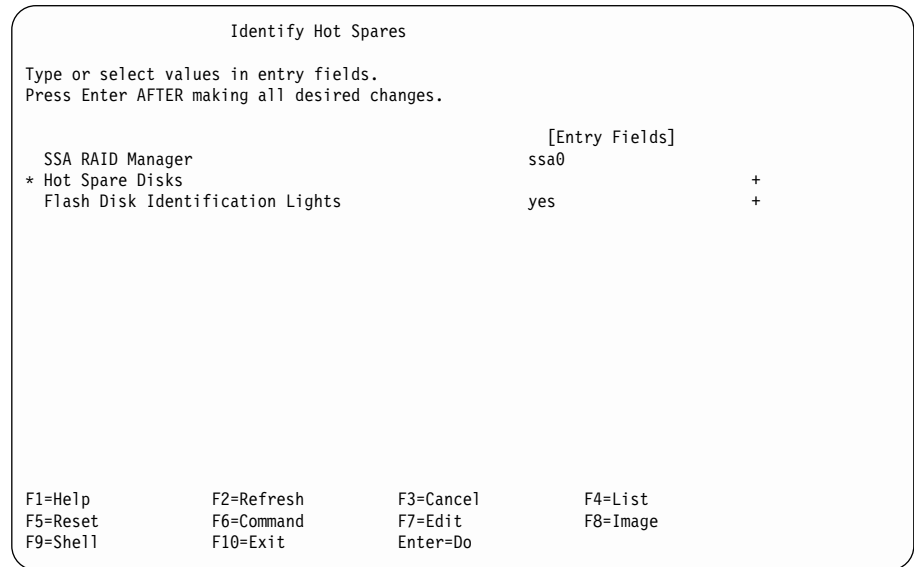 Identify Hot Spares
Type or select values in entry fields.
Press Enter AFTER making all desired changes.
[Entry Fields]
SSA RAID Manager ssa0
* Hot Spare Disks +
Flash Disk Identification Lights yes +
F1=Help F2=Refresh F3=Cancel F4=List
F5=Reset F6=Command F7=Edit F8=Image
F9=Shell F10=Exit Enter=Do